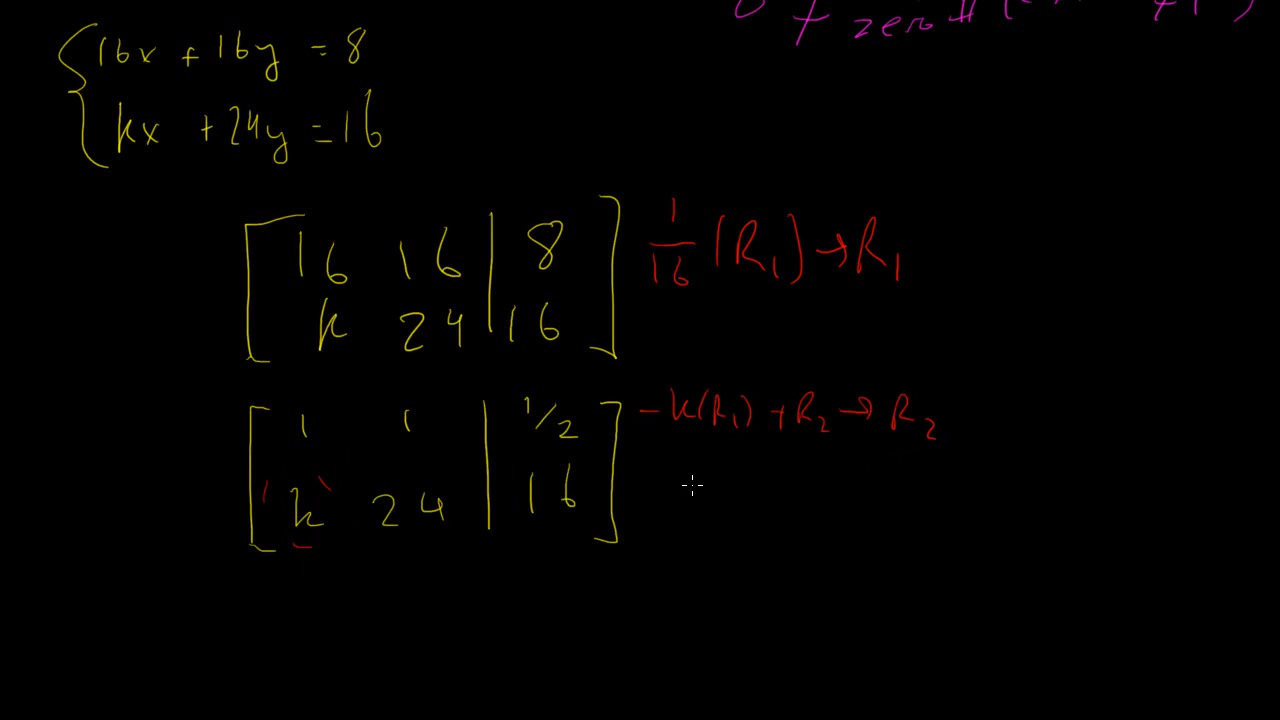 zero #
16x + 16y = 8
kx + 24y = 16
16 16 | 8 1/16 (R₁) → R₁
k 24 | 16
1 1 | 1/2 -k(R₁) + R₂ → R₂
k 24 | 16